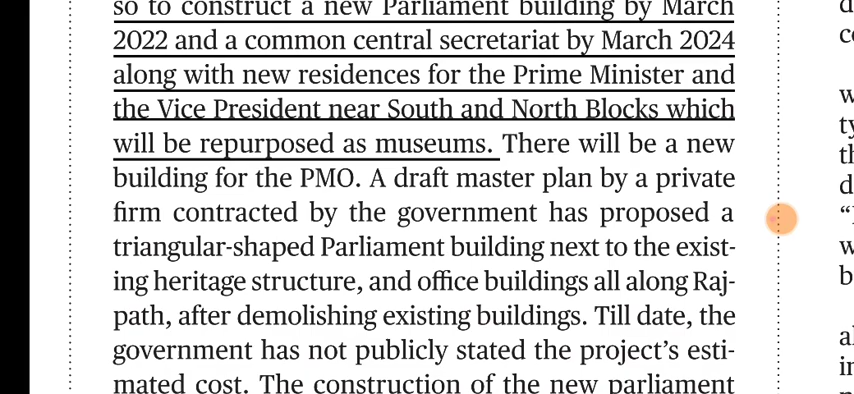 so to construct a new Parliament building by March
2022 and a common central secretariat by March 2024
along with new residences for the Prime Minister and
the Vice President near South and North Blocks which
will be repurposed as museums. There will be a new
building for the PMO. A draft master plan by a private
firm contracted by the government has proposed a
triangular-shaped Parliament building next to the exist-
ing heritage structure, and office buildings all along Raj-
path, after demolishing existing buildings. Till date, the
government has not publicly stated the project’s esti-
mated cost. The construction of the new parliament